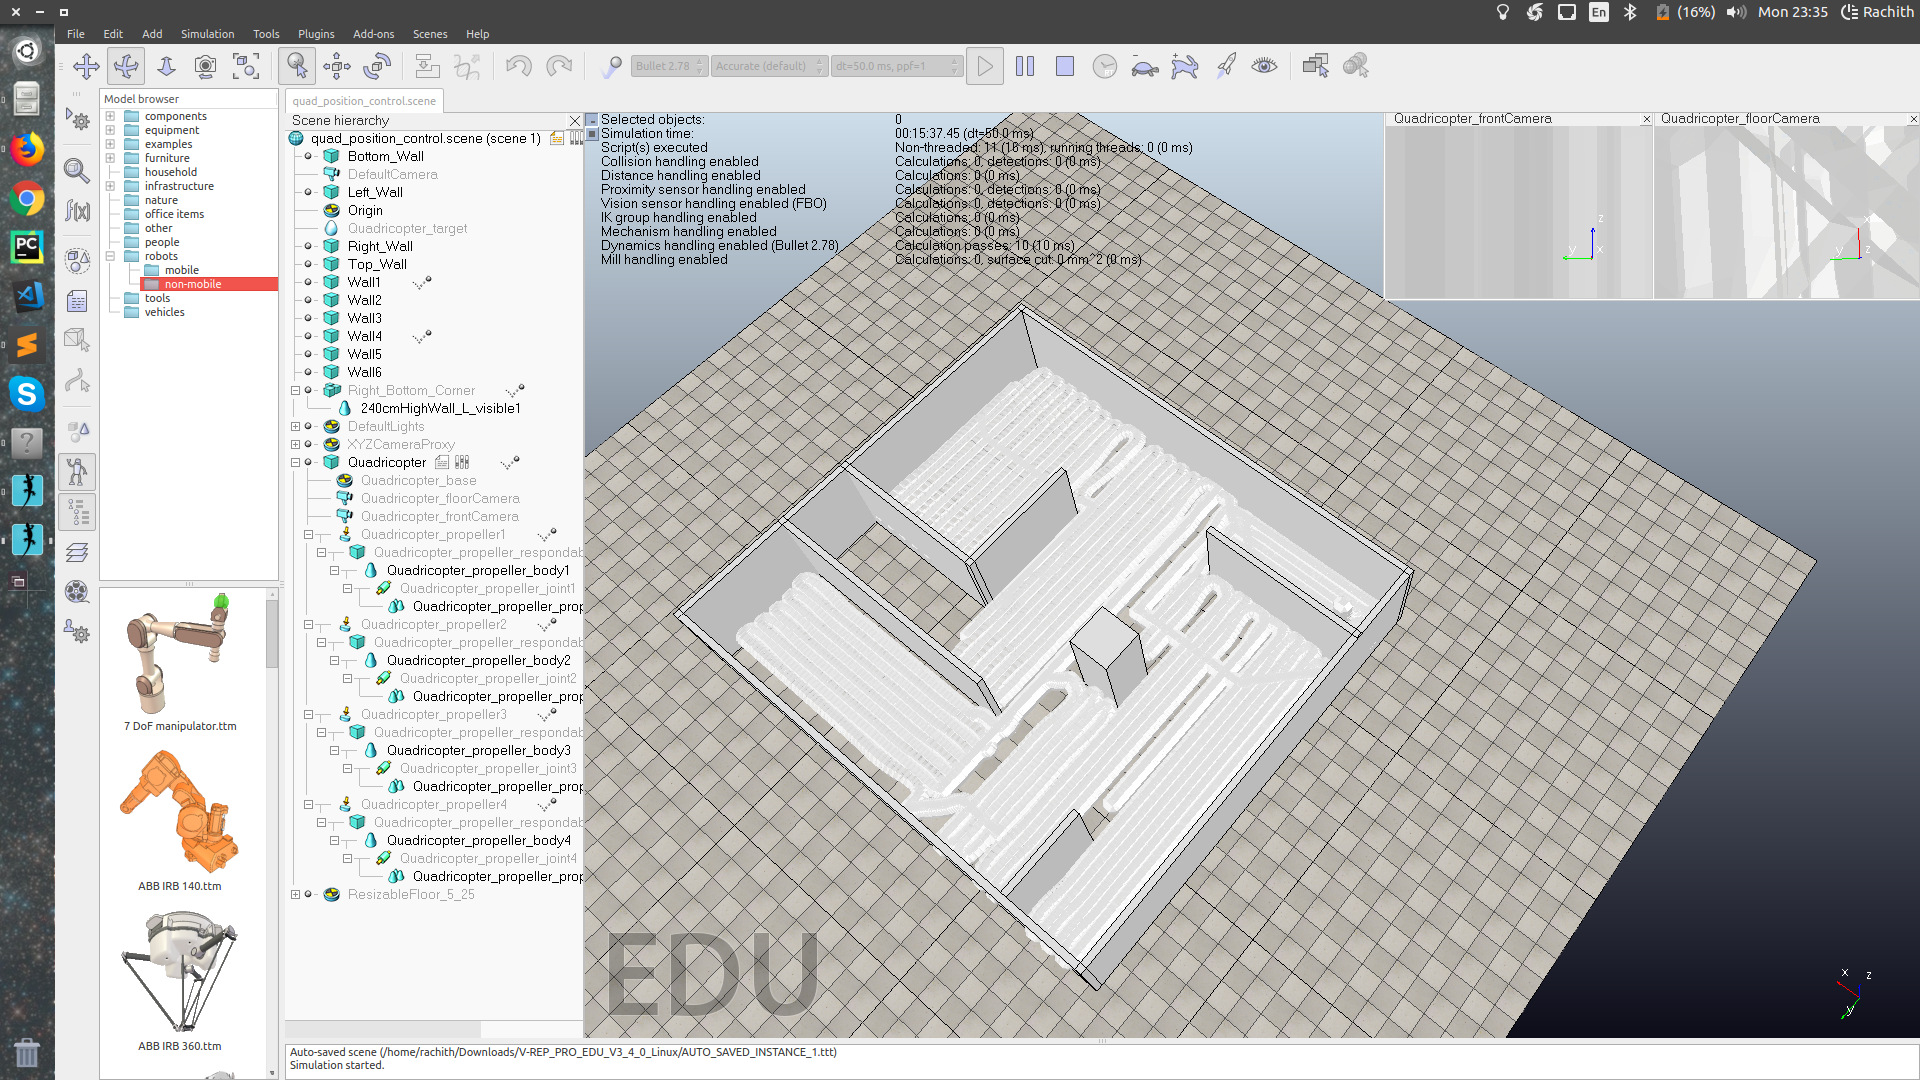 En
(16%)
Mon 23:35
Rachith
File Edit Add Simulation Tools Plugins Add-ons Scenes Help
Bullet 2.78
Accurate (default)
dt=50.0 ms, ppf=1
Model browser
components
equipment
examples
furniture
household
infrastructure
nature
office items
other
people
robots
mobile
non-mobile
tools
vehicles
7 DoF manipulator.ttm
ABB IRB 140.ttm
ABB IRB 360.ttm
quad_position_control.scene
Scene hierarchy
quad_position_control.scene (scene 1)
Bottom_Wall
DefaultCamera
Left_Wall
Origin
Quadricopter_target
Right_Wall
Top_Wall
Wall1
Wall2
Wall3
Wall4
Wall5
Wall6
Right_Bottom_Corner
240cmHighWall_L_visible1
DefaultLights
XYZCameraProxy
Quadricopter
Quadricopter_base
Quadricopter_floorCamera
Quadricopter_frontCamera
Quadricopter_propeller1
Quadricopter_propeller_respondab
Quadricopter_propeller_body1
Quadricopter_propeller_joint1
Quadricopter_propeller_prop
Quadricopter_propeller2
Quadricopter_propeller_respondab
Quadricopter_propeller_body2
Quadricopter_propeller_joint2
Quadricopter_propeller_prop
Quadricopter_propeller3
Quadricopter_propeller_respondab
Quadricopter_propeller_body3
Quadricopter_propeller_joint3
Quadricopter_propeller_prop
Quadricopter_propeller4
Quadricopter_propeller_respondab
Quadricopter_propeller_body4
Quadricopter_propeller_joint4
Quadricopter_propeller_prop
ResizableFloor_5_25
Selected objects: 0
Simulation time: 00:15:37.45 (dt=50.0 ms)
Script(s) executed Non-threaded: 11 (18 ms), running threads: 0 (0 ms)
Collision handling enabled Calculations: 0, detections: 0 (0 ms)
Distance handling enabled Calculations: 0 (0 ms)
Proximity sensor handling enabled Calculations: 0, detections: 0 (0 ms)
Vision sensor handling enabled (FBO) Calculations: 0, detections: 0 (0 ms)
IK group handling enabled Calculations: 0 (0 ms)
Mechanism handling enabled Calculations: 0 (0 ms)
Dynamics handling enabled (Bullet 2.78) Calculation passes: 10 (10 ms)
Mill handling enabled Calculations: 0, surface cut: 0 mm^2 (0 ms)
Quadricopter_frontCamera
z
y x
Quadricopter_floorCamera
x
y z
EDU
x z
y
Auto-saved scene (/home/rachith/Downloads/V-REP_PRO_EDU_V3_4_0_Linux/AUTO_SAVED_INSTANCE_1.ttt)
Simulation started.